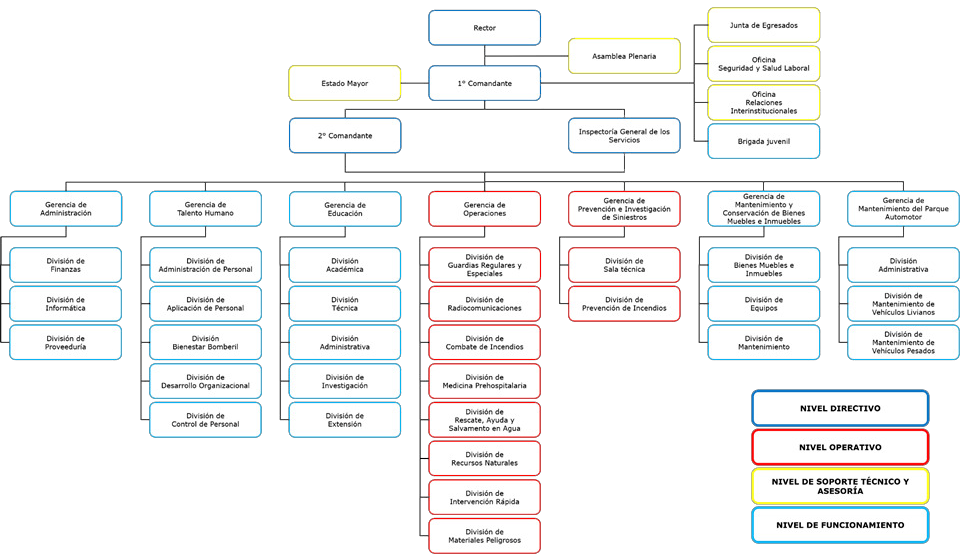 Rector
Asamblea Plenaria
Estado Mayor
1° Comandante
Junta de Egresados
Oficina
Seguridad y Salud Laboral
Oficina
Relaciones
Interinstitucionales
Brigada juvenil
2° Comandante
Inspectoría General de los
Servicios
Gerencia de
Administración
Gerencia de
Talento Humano
Gerencia de
Educación
Gerencia de
Operaciones
Gerencia de
Prevención e Investigación
de Siniestros
Gerencia de
Mantenimiento y
Conservación de Bienes
Muebles e Inmuebles
Gerencia de
Mantenimiento del Parque
Automotor
División de
Finanzas
División de
Informática
División de
Proveeduría
División de
Administración de Personal
División de
Aplicación de Personal
División
Bienestar Bomberil
División de
Desarrollo Organizacional
División de
Control de Personal
División
Académica
División
Técnica
División
Administrativa
División de
Investigación
División de
Extensión
División de
Guardias Regulares y
Especiales
División de
Radiocomunicaciones
División de
Combate de Incendios
División de
Medicina Prehospitalaria
División de
Rescate, Ayuda y
Salvamento en Agua
División de
Recursos Naturales
División de
Intervención Rápida
División de
Materiales Peligrosos
División de
Sala técnica
División de
Prevención de Incendios
División de
Bienes Muebles e
Inmuebles
División de
Equipos
División de
Mantenimiento
División
Administrativa
División de
Mantenimiento de
Vehículos Livianos
División de
Mantenimiento de
Vehículos Pesados
NIVEL DIRECTIVO
NIVEL OPERATIVO
NIVEL DE SOPORTE TÉCNICO Y
ASESORÍA
NIVEL DE FUNCIONAMIENTO